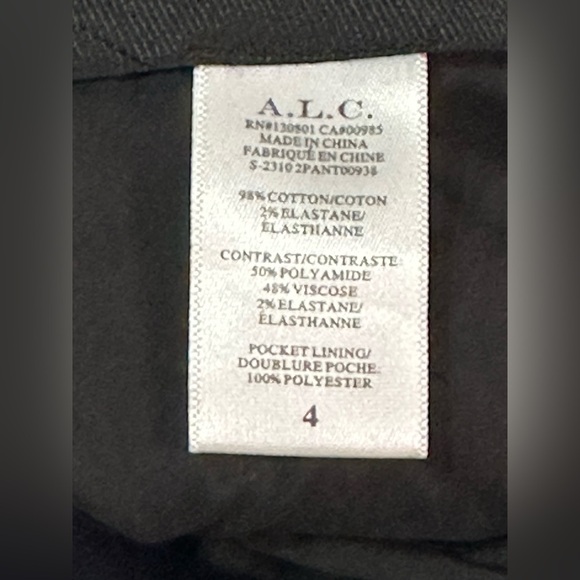 A.L.C.
RN#130801 CA#00985
MADE IN CHINA
FABRIQUÉ EN CHINE
S-2310 2PANT00938
98% COTTON/COTON
2% ELASTANE/
ÉLASTHANNE
CONTRAST/CONTRASTE:
50% POLYAMIDE
48% VISCOSE
2% ELASTANE/
ÉLASTHANNE
POCKET LINING/
DOUBLURE POCHE:
100% POLYESTER
4